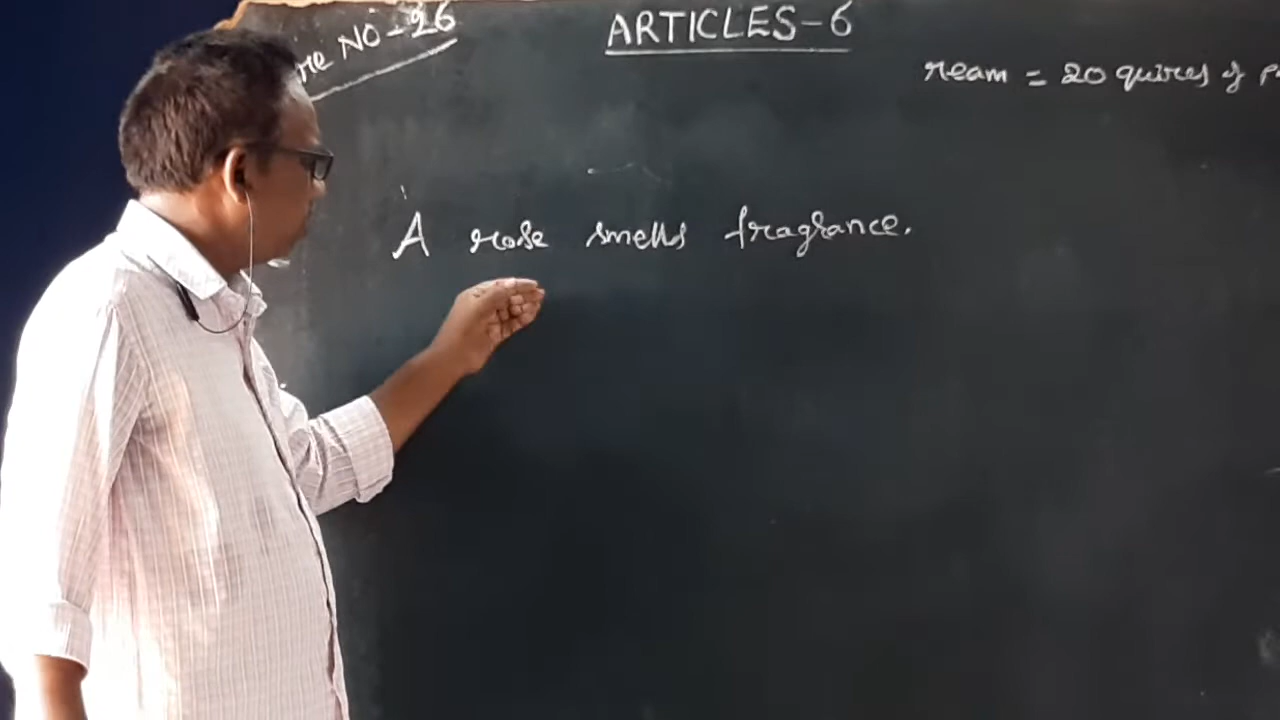 NO-26
ARTICLES-6
ream = 20 quires of
A rose smells fragrance.